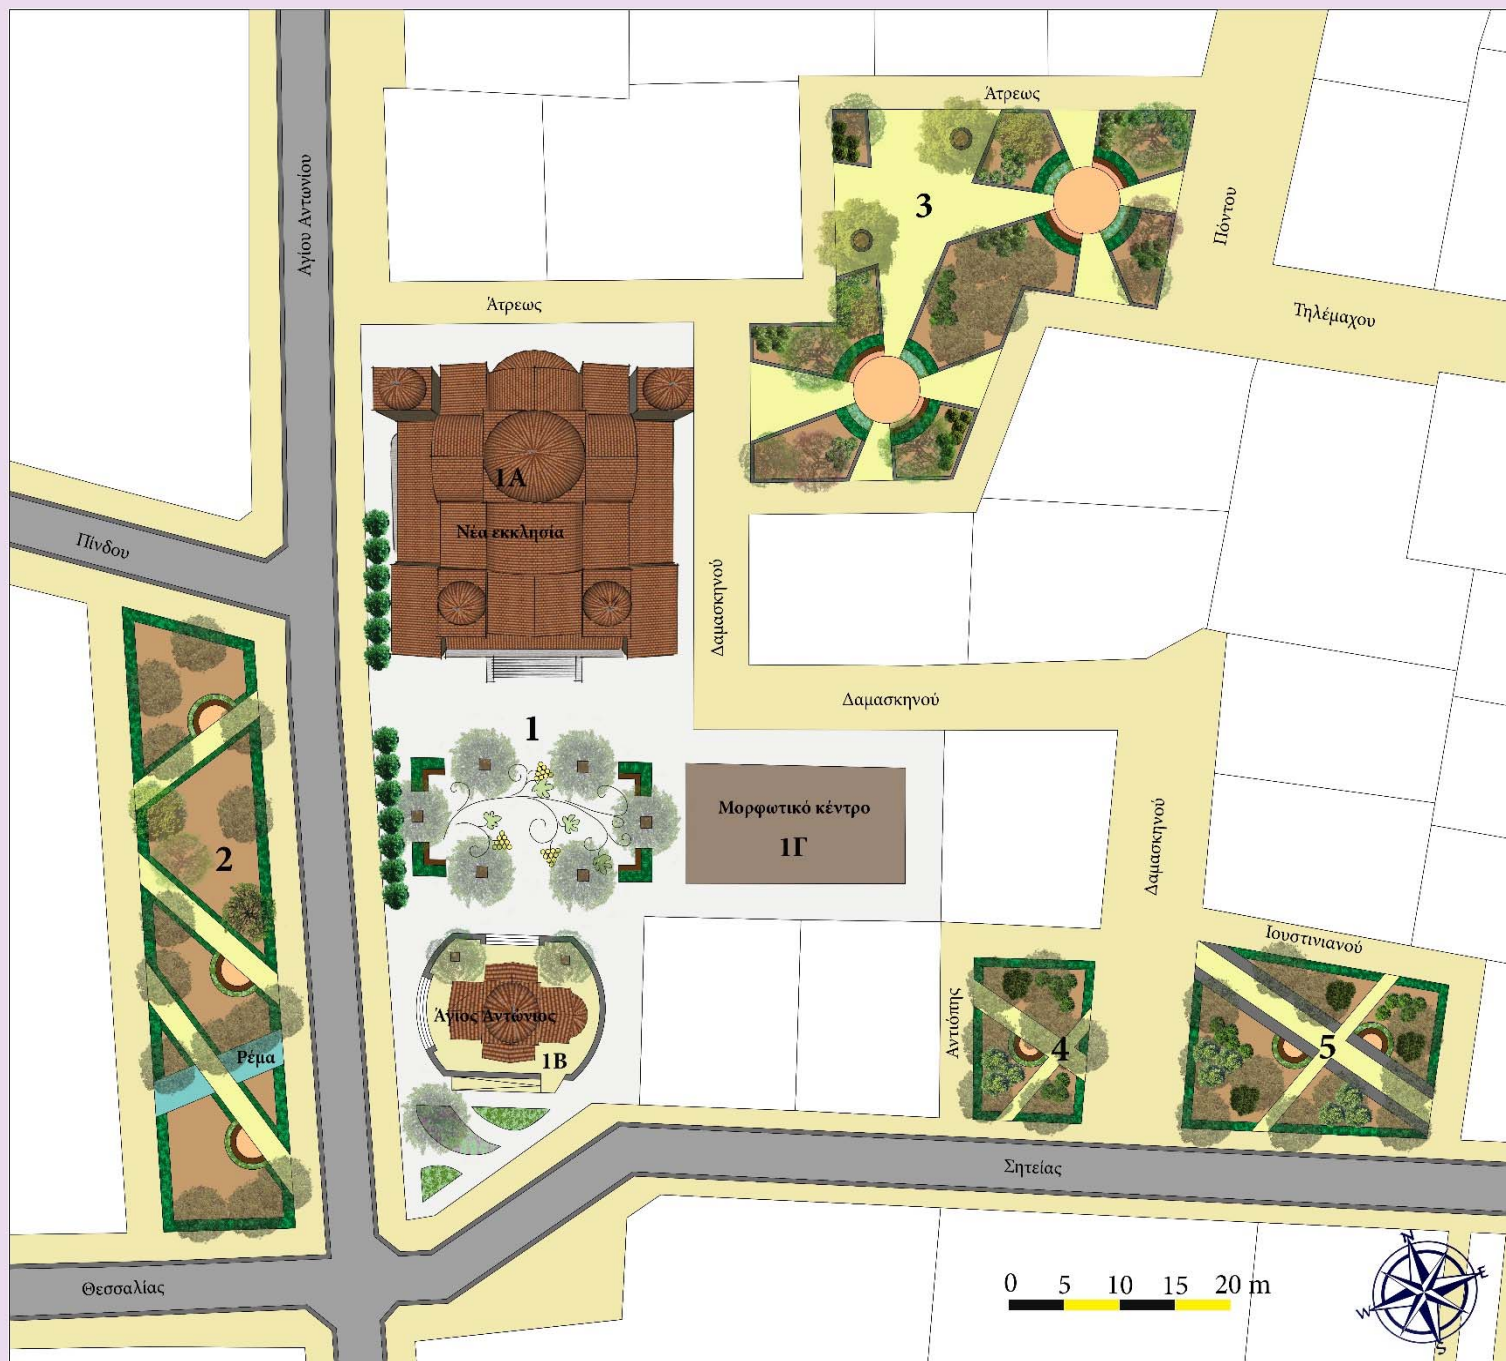 Άτρεως
Αγίου Αντωνίου
3
Πόντου
Άτρεως
Τηλέμαχου
1Α
Νέα εκκλησία
Πίνδου
Δαμασκηνού
Δαμασκηνού
1
Μορφωτικό κέντρο
1Γ
Δαμασκηνού
2
Ιουστινιανού
Αντιόπης
Άγιος Αντώνιος
4
5
Ρέμα
1Β
Σητείας
Θεσσαλίας
0 5 10 15 20 m
N
E
W
S